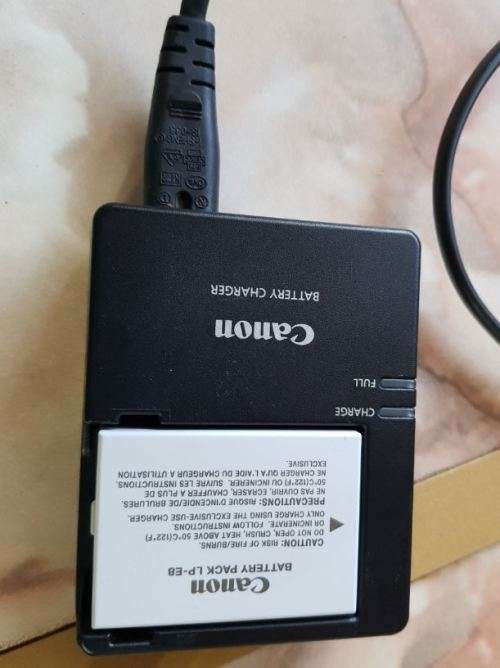 Canon
BATTERY PACK LP-E8
CAUTION: RISK OF FIRE/BURNS.
DO NOT OPEN, CRUSH, HEAT ABOVE 50°C(122°F)
OR INCINERATE. FOLLOW INSTRUCTIONS.
ONLY CHARGE USING THE EXCLUSIVE-USE CHARGER.
PRECAUTIONS: RISQUE D'INCENDIE/DE BRULURES.
NE PAS OUVRIR, ECRASER, CHAUFFER A PLUS DE
50°C(122°F) OU INCINERER. SUIVRE LES INSTRUCTIONS.
NE CHARGER QU'A L'AIDE DU CHARGEUR A UTILISATION
EXCLUSIVE.
CHARGE
FULL
Canon
BATTERY CHARGER